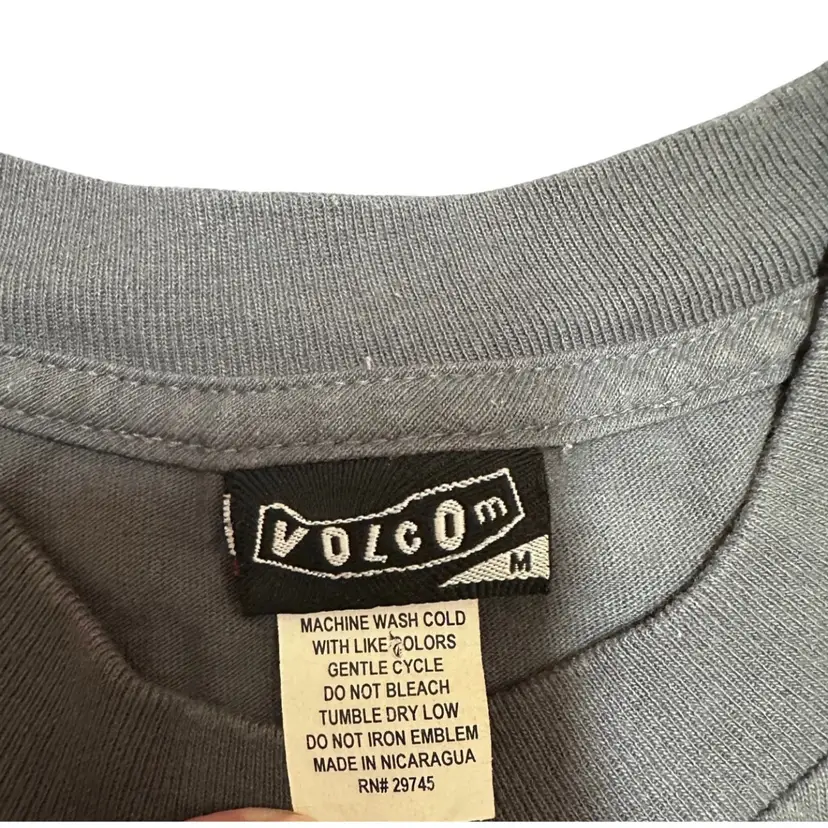 VOLCOm
M
MACHINE WASH COLD
WITH LIKE COLORS
GENTLE CYCLE
DO NOT BLEACH
TUMBLE DRY LOW
DO NOT IRON EMBLEM
MADE IN NICARAGUA
RN# 29745